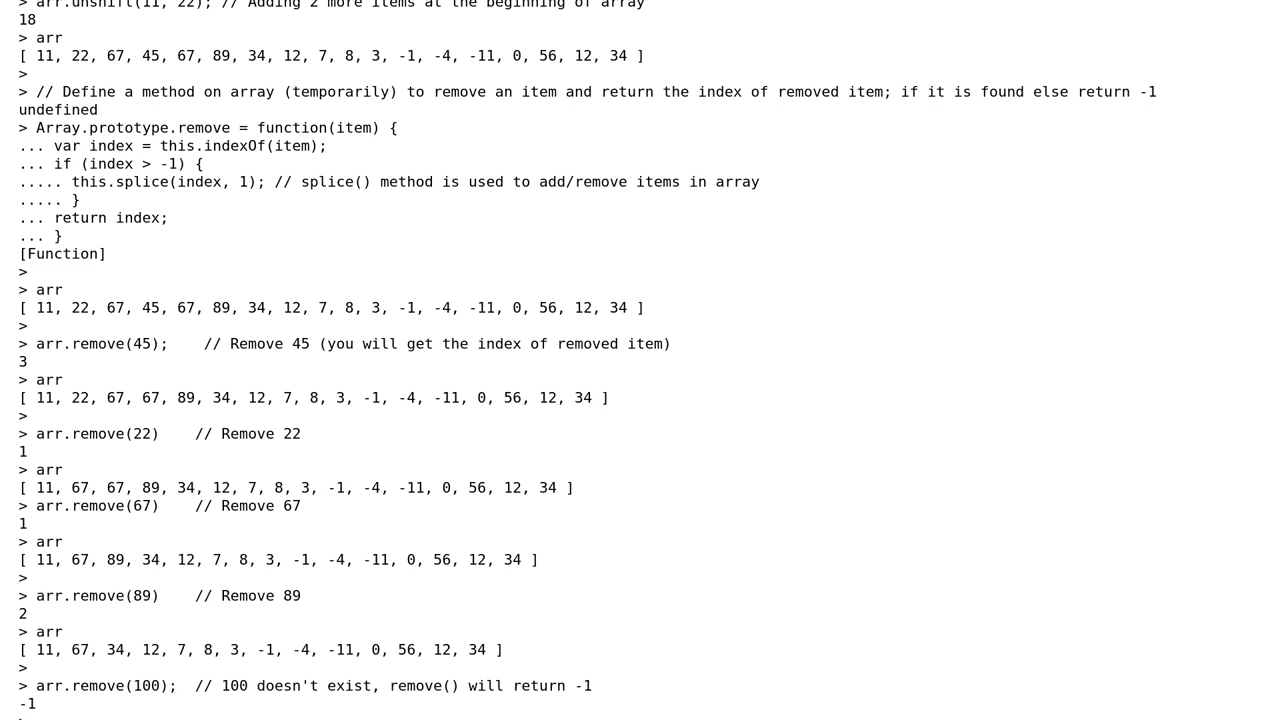 > arr.unshift(11, 22); // Adding 2 more items at the beginning of array
18
> arr
[ 11, 22, 67, 45, 67, 89, 34, 12, 7, 8, 3, -1, -4, -11, 0, 56, 12, 34 ]
>
> // Define a method on array (temporarily) to remove an item and return the index of removed item; if it is found else return -1
undefined
> Array.prototype.remove = function(item) {
... var index = this.indexOf(item);
... if (index > -1) {
..... this.splice(index, 1); // splice() method is used to add/remove items in array
..... }
... return index;
... }
[Function]
>
> arr
[ 11, 22, 67, 45, 67, 89, 34, 12, 7, 8, 3, -1, -4, -11, 0, 56, 12, 34 ]
>
> arr.remove(45);    // Remove 45 (you will get the index of removed item)
3
> arr
[ 11, 22, 67, 67, 89, 34, 12, 7, 8, 3, -1, -4, -11, 0, 56, 12, 34 ]
>
> arr.remove(22)    // Remove 22
1
> arr
[ 11, 67, 67, 89, 34, 12, 7, 8, 3, -1, -4, -11, 0, 56, 12, 34 ]
> arr.remove(67)    // Remove 67
1
> arr
[ 11, 67, 89, 34, 12, 7, 8, 3, -1, -4, -11, 0, 56, 12, 34 ]
>
> arr.remove(89)    // Remove 89
2
> arr
[ 11, 67, 34, 12, 7, 8, 3, -1, -4, -11, 0, 56, 12, 34 ]
>
> arr.remove(100);  // 100 doesn't exist, remove() will return -1
-1
>